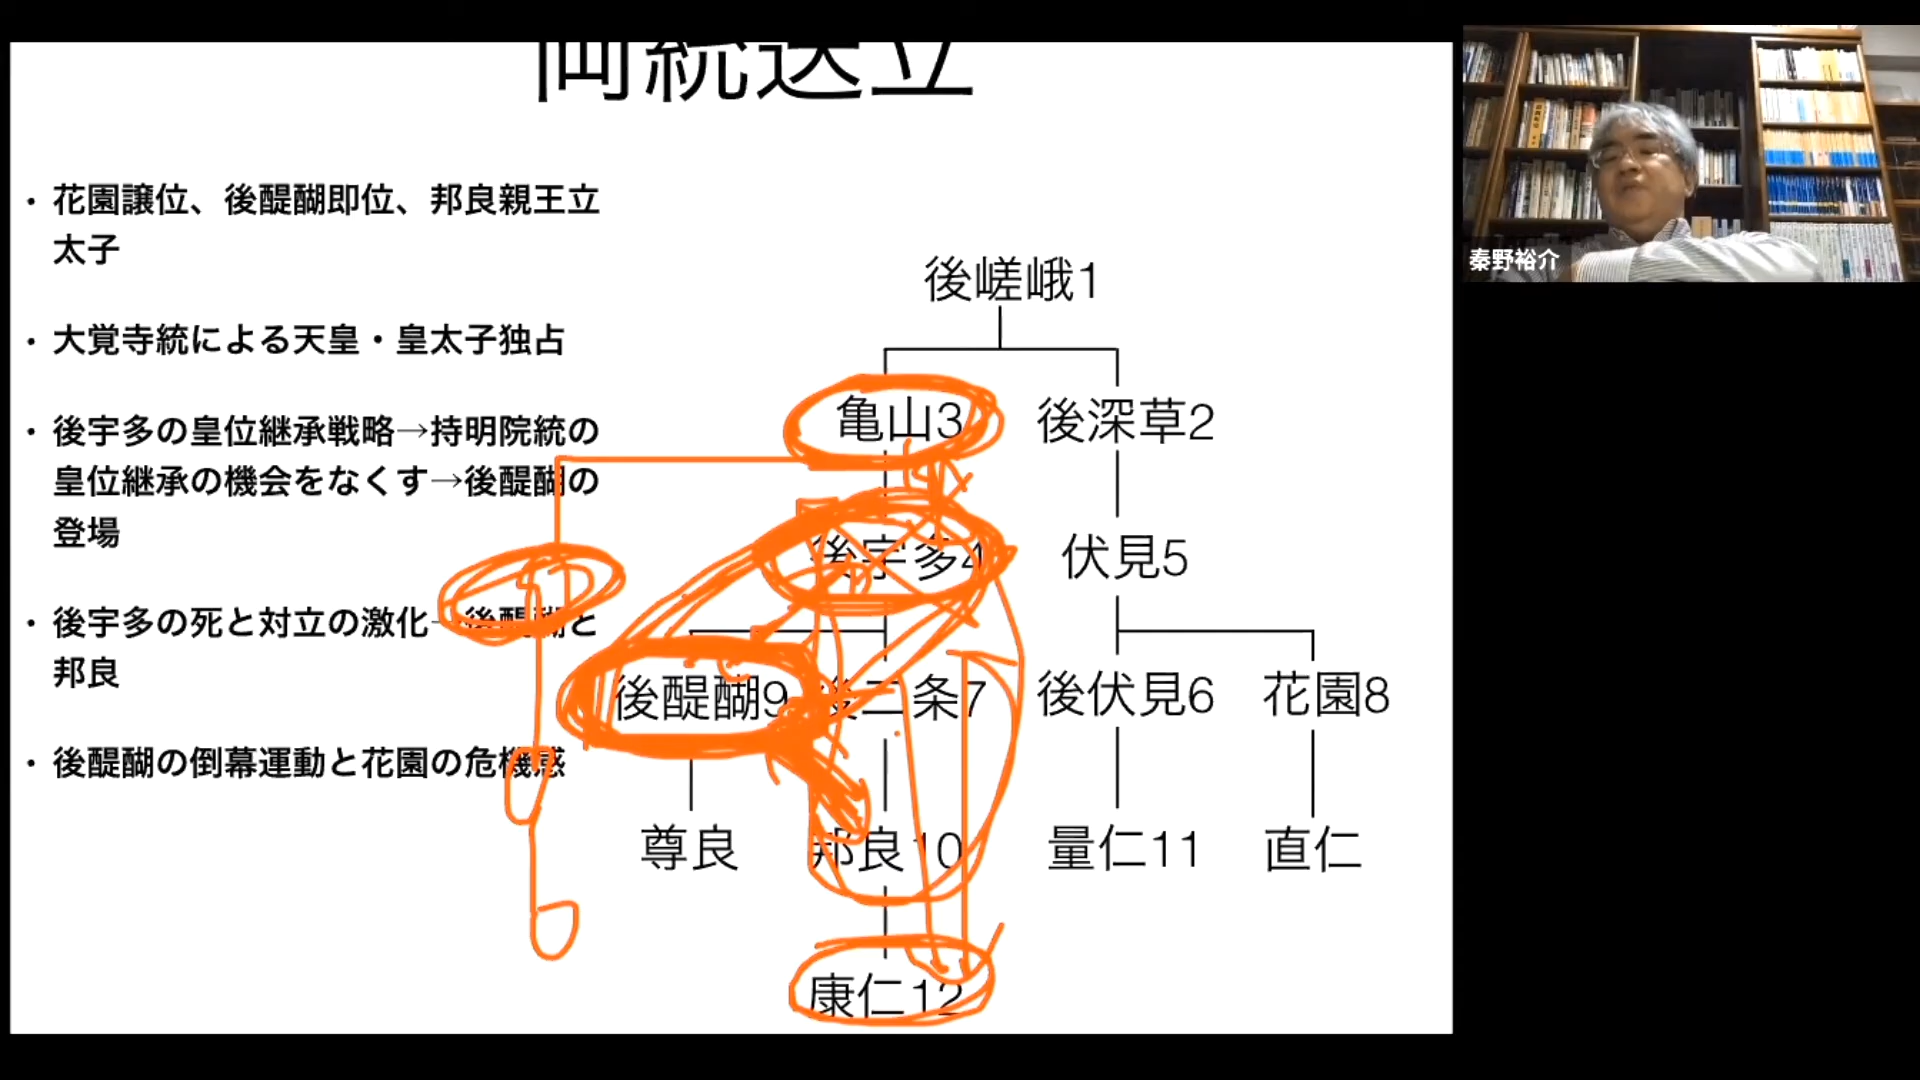 両統迭立
・花園譲位、後醍醐即位、邦良親王立
太子
・大覚寺統による天皇・皇太子独占
・後宇多の皇位継承戦略→持明院統の
皇位継承の機会をなくす→後醍醐の
登場
・後宇多の死と対立の激化→後醍醐と
邦良
・後醍醐の倒幕運動と花園の危機感
後嵯峨1
亀山3 後深草2
後宇多4 伏見5
後醍醐9 後二条7 後伏見6 花園8
尊良 邦良10 量仁11 直仁
康仁12
秦野裕介